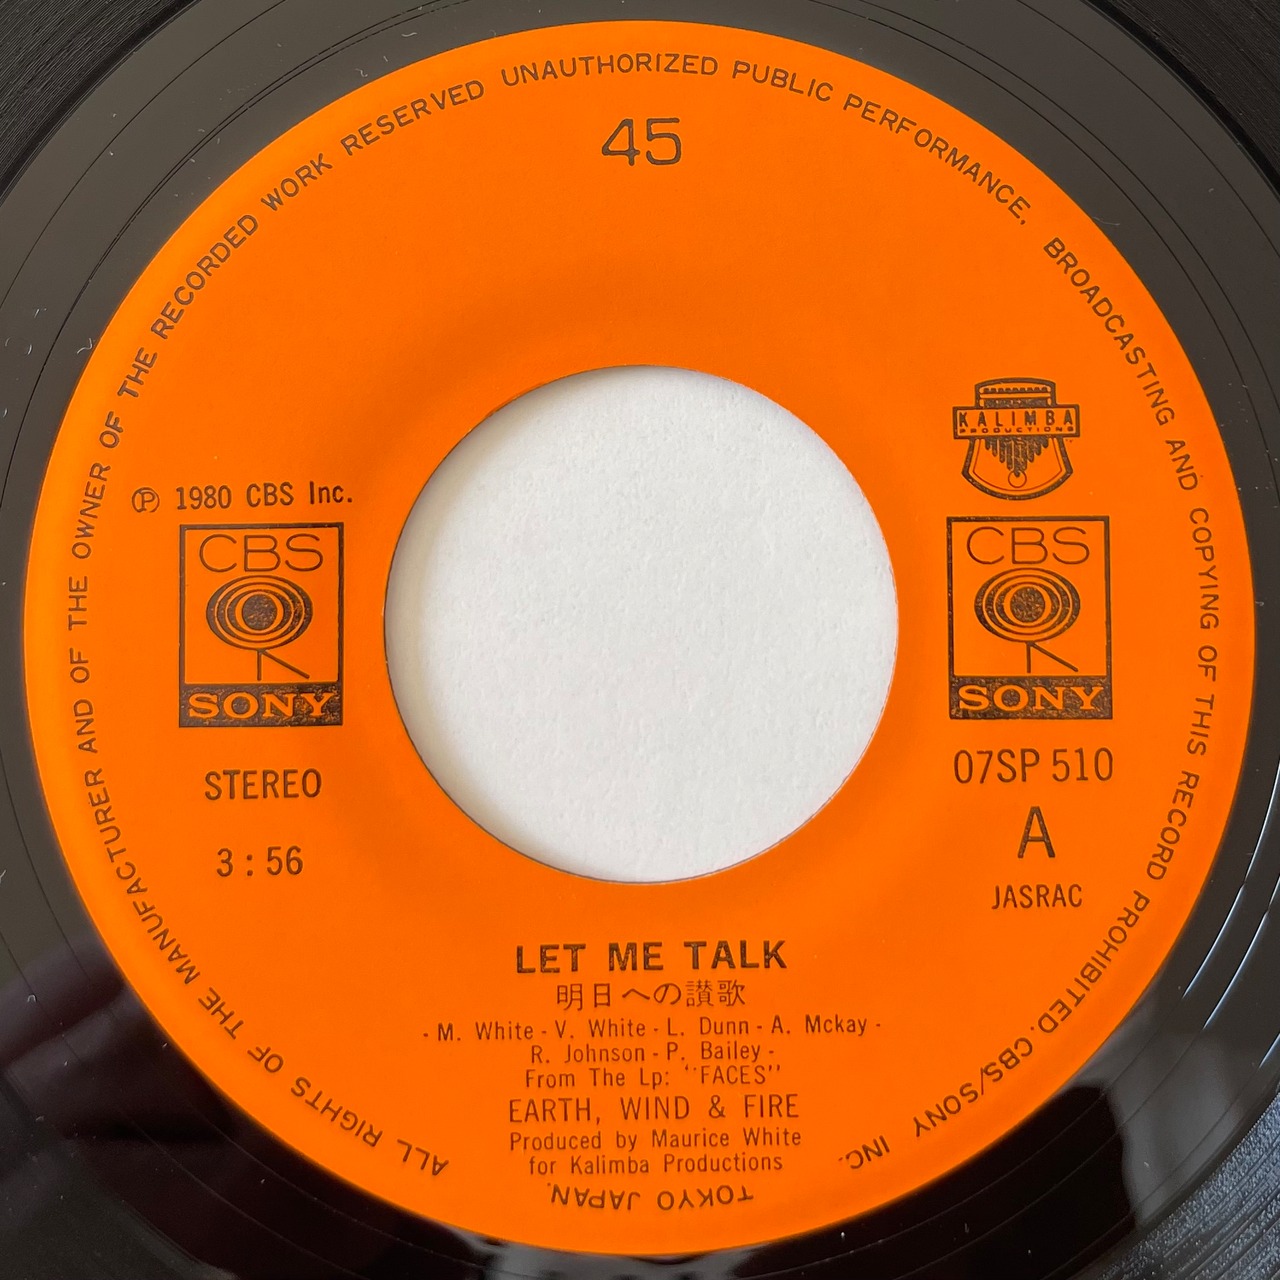 ALL RIGHTS OF THE MANUFACTURER AND OF THE OWNER OF THE RECORDED WORK RESERVED UNAUTHORIZED PUBLIC PERFORMANCE, BROADCASTING AND COPYING OF THIS RECORD PROHIBITED. CBS/SONY INC.
TOKYO JAPAN.
45
KALIMBA
PRODUCTIONS
℗ 1980 CBS Inc.
CBS
SONY
STEREO
3:56
CBS
SONY
07SP 510
A
JASRAC
LET ME TALK
明日への讃歌
- M. White - V. White - L. Dunn - A. Mckay -
R. Johnson - P. Bailey -
From The Lp: "FACES"
EARTH, WIND & FIRE
Produced by Maurice White
for Kalimba Productions